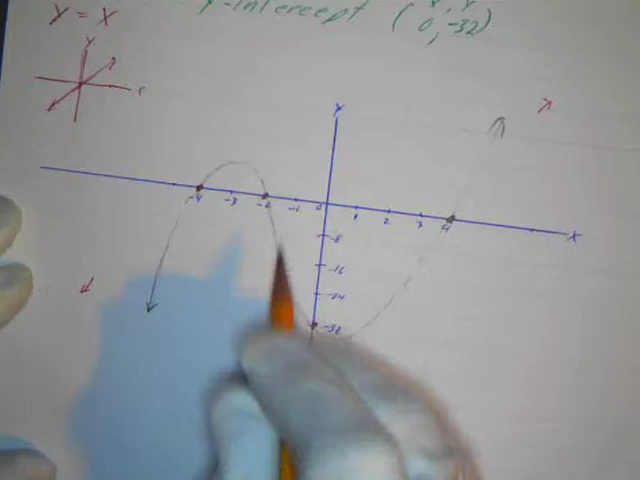 Y = X
Y-intercept (0, -32)
Y
Y
-4 -3 -2 -1 0 1 2 3 4 X
-8
-16
-24
-32